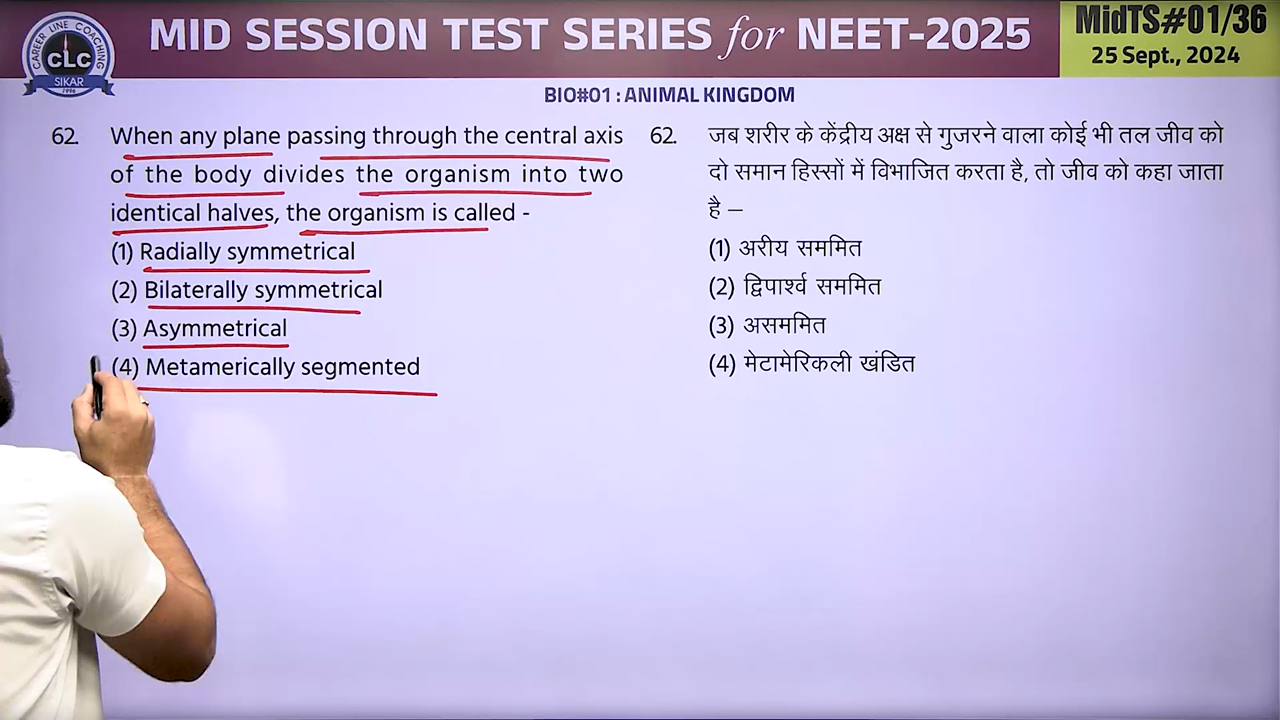 CAREER LINE COACHING
CLC
SIKAR
1996
MID SESSION TEST SERIES for NEET-2025
MidTS#01/36
25 Sept., 2024
BIO#01 : ANIMAL KINGDOM
62. When any plane passing through the central axis
of the body divides the organism into two
identical halves, the organism is called -
(1) Radially symmetrical
(2) Bilaterally symmetrical
(3) Asymmetrical
(4) Metamerically segmented
62. जब शरीर के केंद्रीय अक्ष से गुजरने वाला कोई भी तल जीव को
दो समान हिस्सों में विभाजित करता है, तो जीव को कहा जाता
है –
(1) अरीय सममित
(2) द्विपार्श्व सममित
(3) असममित
(4) मेटामेरिकली खंडित